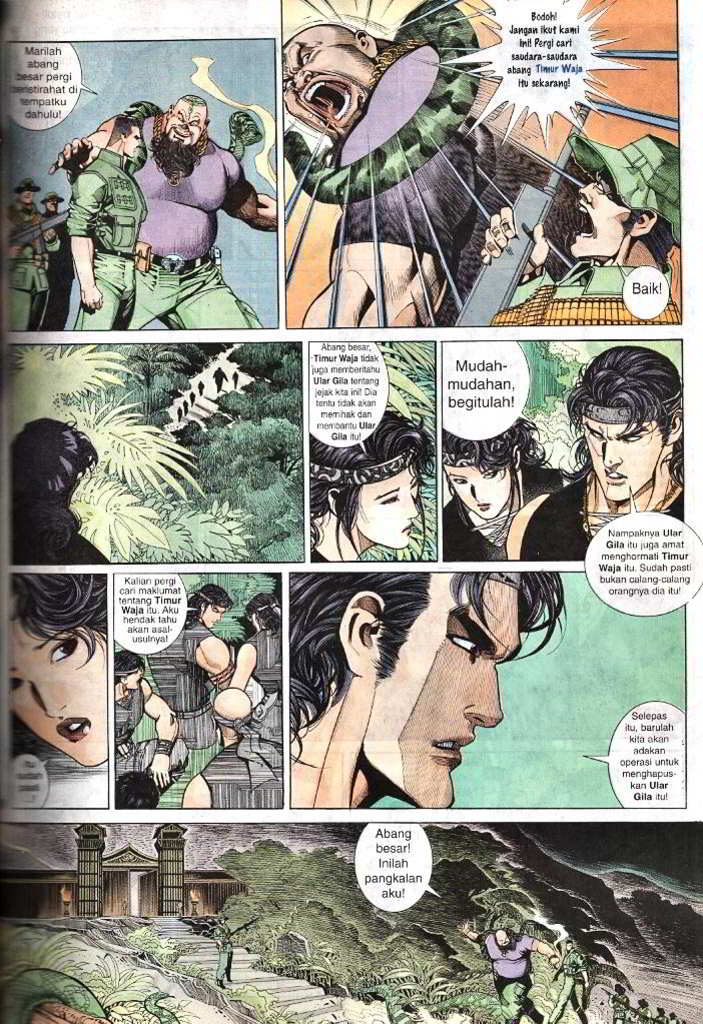 Marilah
abang
besar pergi
beristirahat di
tempatku
dahulu!
Bodoh!
Jangan ikut kami
ini! Pergi cari
saudara-saudara
abang Timur Waja
itu sekarang!
Baik!
Abang besar,
Timur Waja tidak
juga memberitahu
Ular Gila tentang
jejak kita ini! Dia
tentu tidak akan
memihak dan
membantu Ular
Gila itu!
Mudah-
mudahan,
begitulah!
Nampaknya Ular
Gila itu juga amat
menghormati Timur
Waja itu. Sudah pasti
bukan calang-calang
orangnya dia itu!
Kalian pergi
cari maklumat
tentang Timur
Waja itu. Aku
hendak tahu
akan asal-
usulnya!
Selepas
itu, barulah
kita akan
adakan
operasi untuk
menghapus-
kan Ular
Gila itu!
Abang
besar!
Inilah
pangkalan
aku!